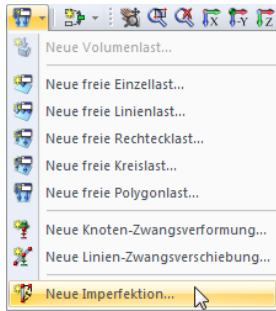 X -Y Z
Neue Volumenlast...
Neue freie Einzellast...
Neue freie Linienlast...
Neue freie Rechtecklast...
Neue freie Kreislast...
Neue freie Polygonlast...
Neue Knoten-Zwangsverformung...
Neue Linien-Zwangsverschiebung...
Neue Imperfektion...